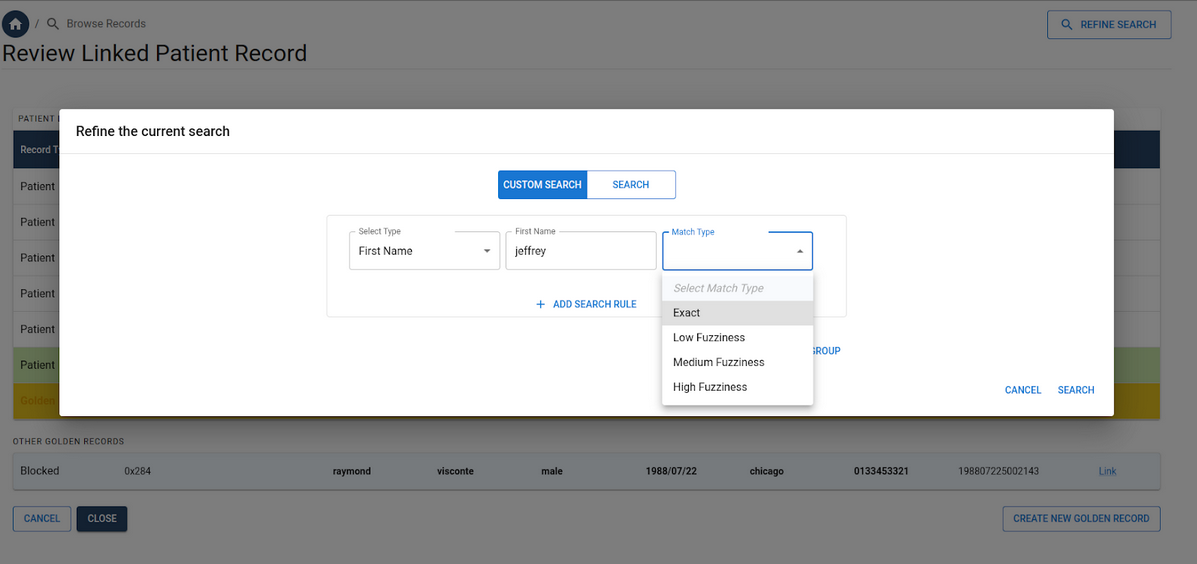 / Browse Records
REFINE SEARCH
Review Linked Patient Record
PATIENT
Refine the current search
Record T
CUSTOM SEARCH SEARCH
Patient
Select Type First Name Match Type
Patient
First Name jeffrey
Patient
Select Match Type
Patient
+ ADD SEARCH RULE
Exact
Patient
Low Fuzziness
GROUP
Patient
Medium Fuzziness
High Fuzziness
CANCEL SEARCH
Golden
OTHER GOLDEN RECORDS
Blocked 0x284 raymond visconte male 1988/07/22 chicago 0133453321 198807225002143 Link
CANCEL CLOSE CREATE NEW GOLDEN RECORD